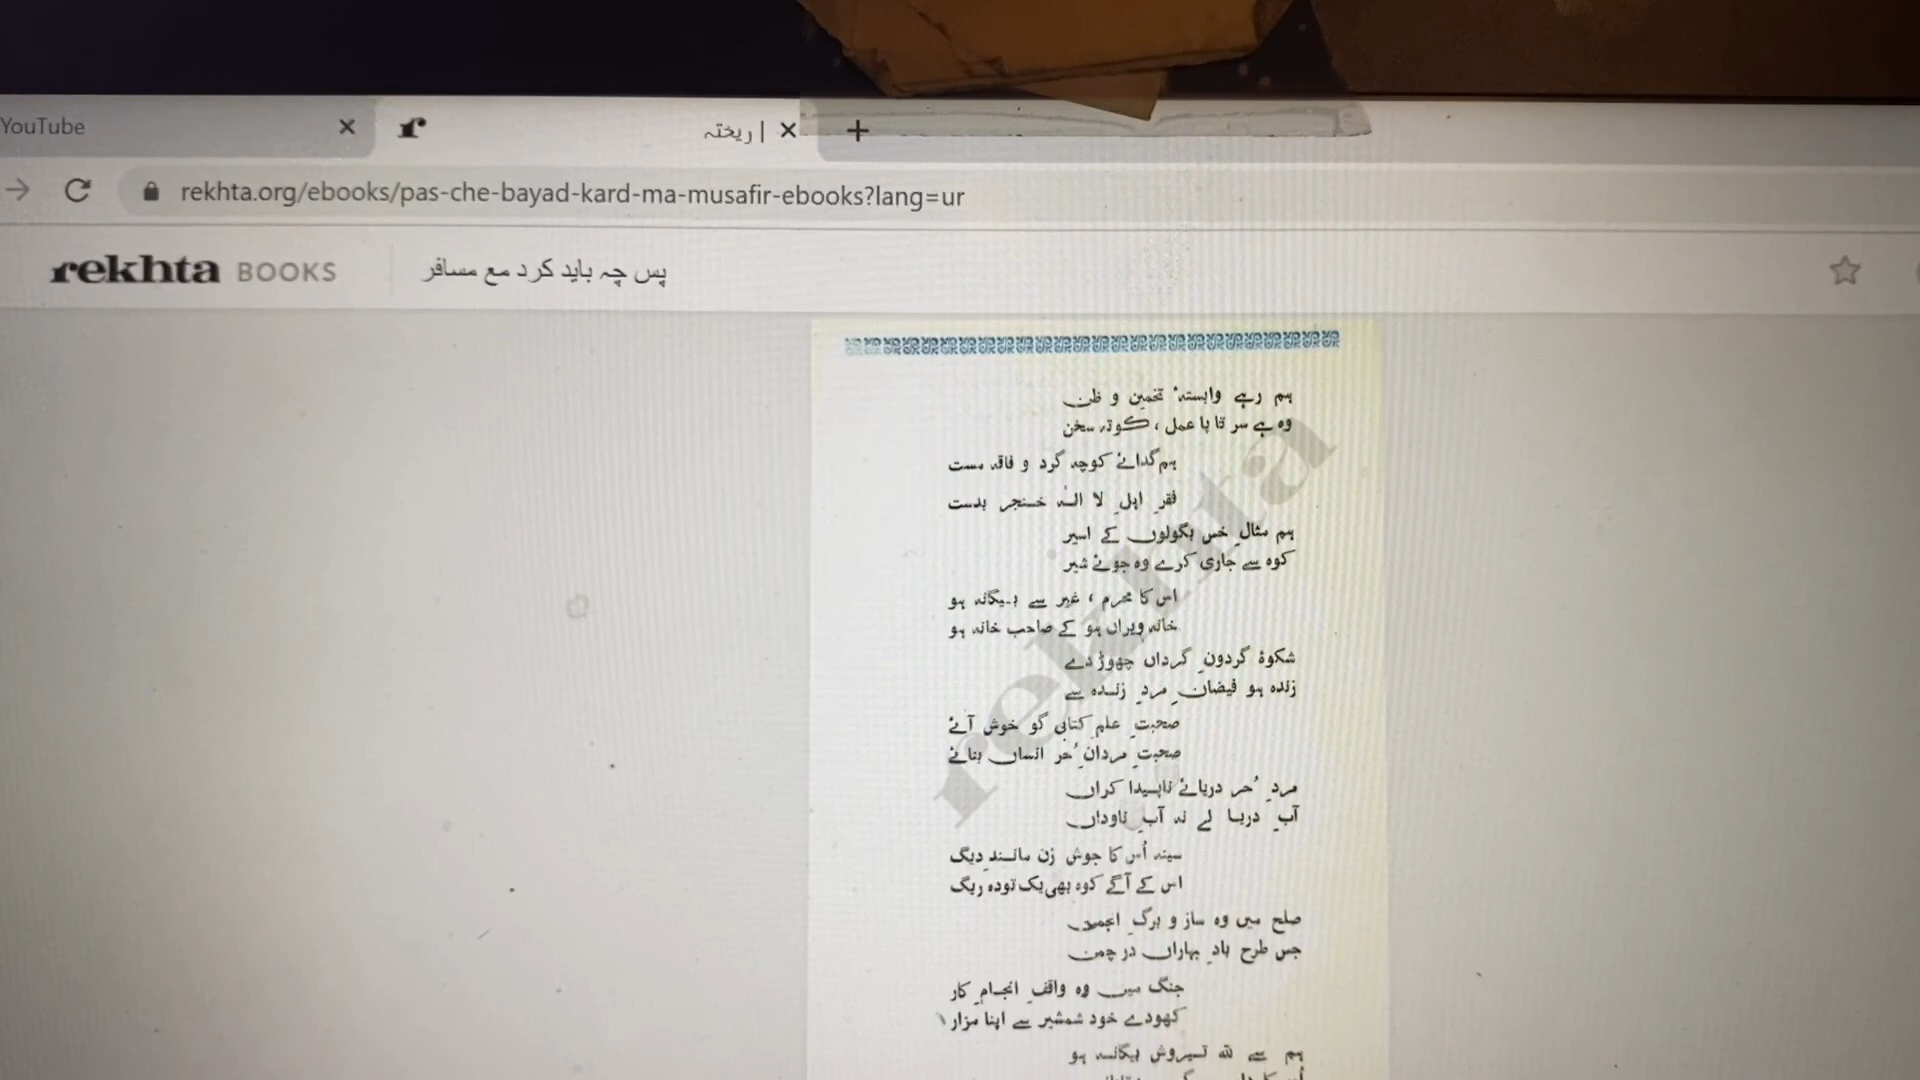 YouTube
ریختہ |
rekhta.org/ebooks/pas-che-bayad-kard-ma-musafir-ebooks?lang=ur
rekhta BOOKS
پس چہ باید کرد مع مسافر
ہم رہے وابستۂ تخمین و ظن
وہ ہے سر تا پا عمل ، کوتہ سخن
ہم گدائے کوچہ گرد و فاقہ مست
فقرِ اہلِ لا الٰہ خنجر بدست
ہم مثالِ خس بگولوں کے اسیر
کوہ سے جاری کرے وہ جوئے شیر
اس کا محرم ، غیر سے بیگانہ ہو
خانہ ویراں ہو کے صاحب خانہ ہو
شکوۂ گردونِ گرداں چھوڑ دے
زندہ ہو فیضانِ مردِ زندہ سے
صحبتِ علمِ کتابی گو خوش آئے
صحبتِ مردانِ حُر انساں بنائے
مردِ حُر دریائے ناپیدا کراں
آبِ دریا لے نہ آبِ ناوداں
سینہ اُس کا جوش زن مانندِ دیگ
اس کے آگے کوہ بھی یک تودہ ریگ
صلح میں وہ ساز و برگِ انجمن
جس طرح بادِ بہاراں در چمن
جنگ میں وہ واقفِ انجامِ کار
کھودے خود شمشیر سے اپنا مزار
ہم سے ہو
rekhta